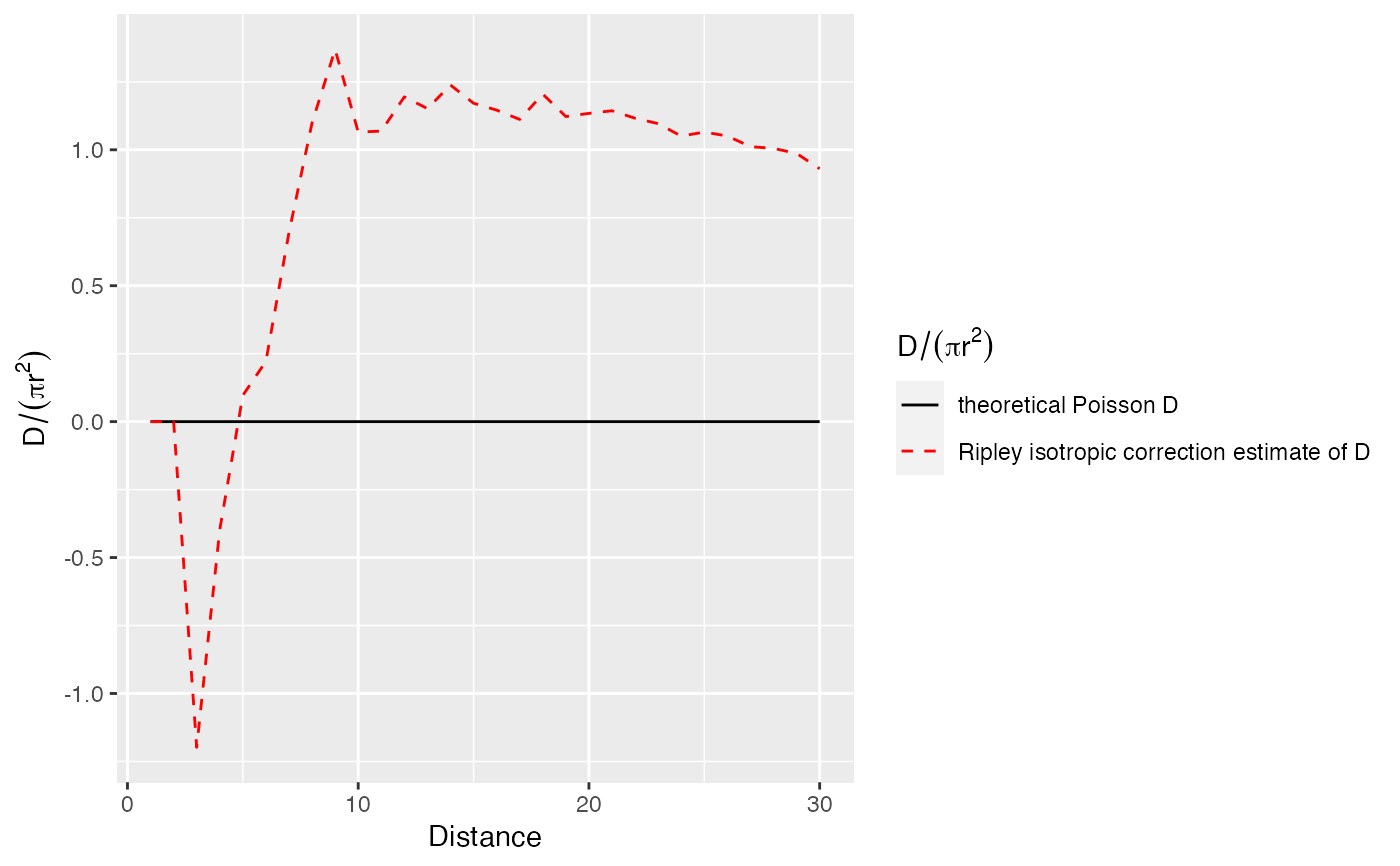 1.0
0.5
0.0
-0.5
-1.0
0
10
20
30
Distance
D/(πr²)
D/(πr²)
theoretical Poisson D
Ripley isotropic correction estimate of D